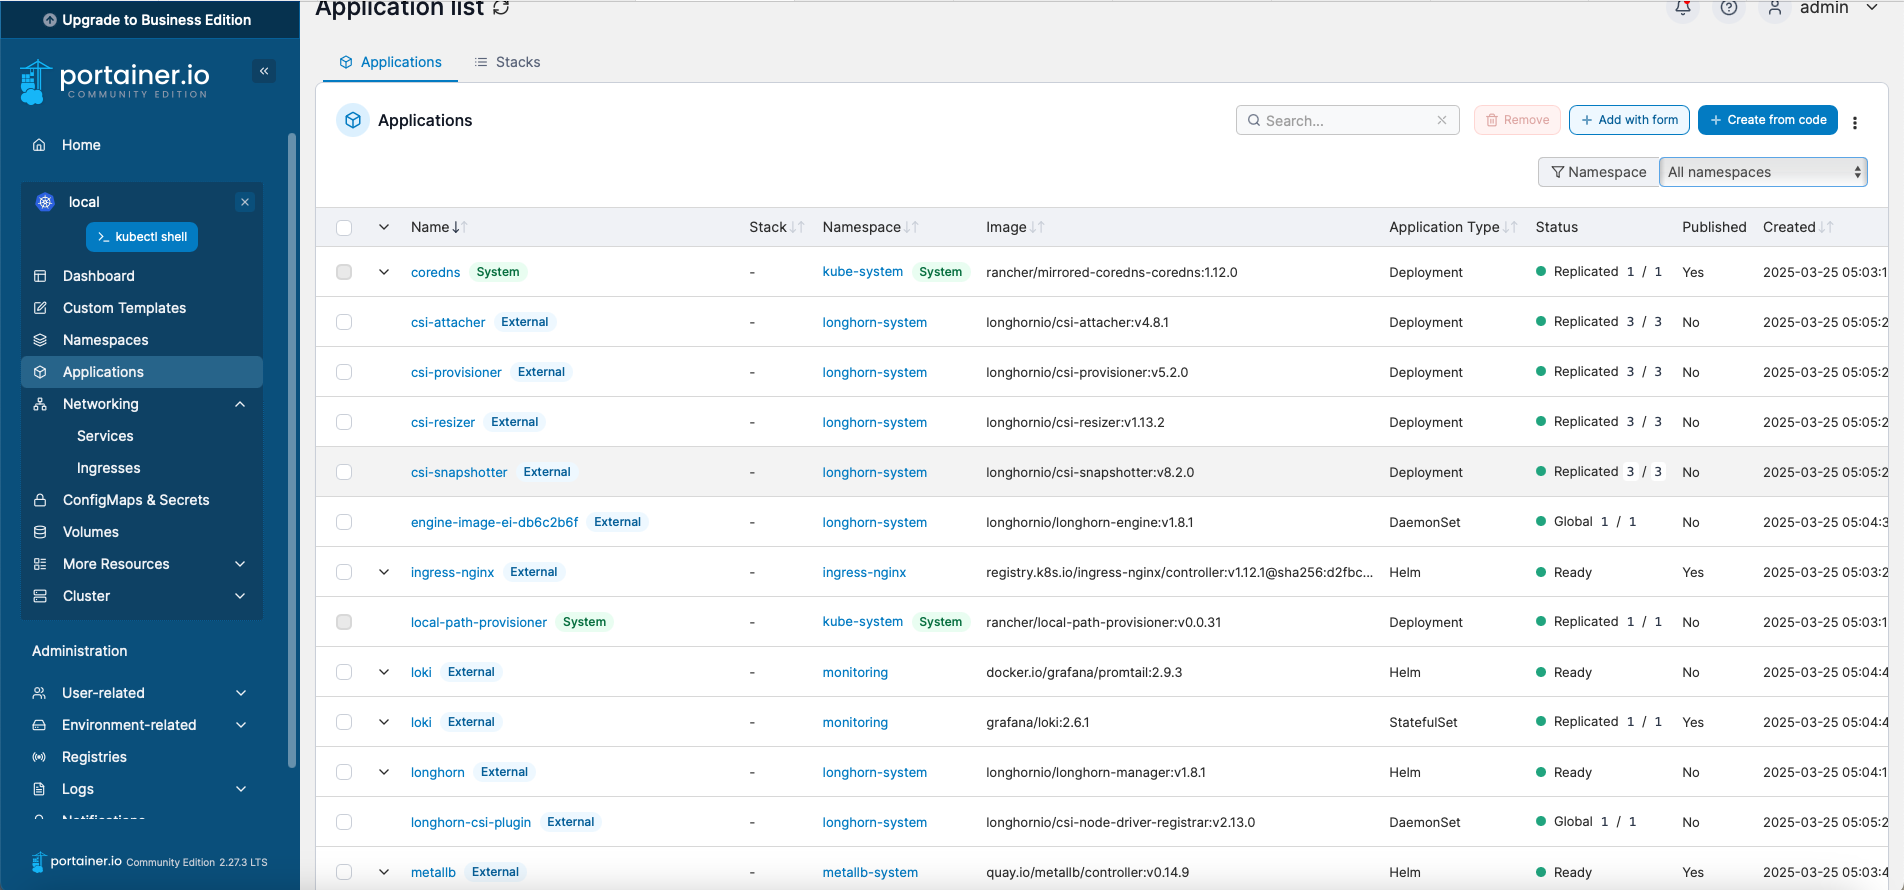 Upgrade to Business Edition
portainer.io
COMMUNITY EDITION
Home
local
kubectl shell
Dashboard
Custom Templates
Namespaces
Applications
Networking
Services
Ingresses
ConfigMaps & Secrets
Volumes
More Resources
Cluster
Administration
User-related
Environment-related
Registries
Logs
Notifications
portainer.io Community Edition 2.27.3 LTS
Application list
admin
Applications Stacks
Applications
Search... Remove Add with form Create from code
Namespace All namespaces
Name Stack Namespace Image Application Type Status Published Created
coredns System - kube-system System rancher/mirrored-coredns-coredns:1.12.0 Deployment Replicated 1 / 1 Yes 2025-03-25 05:03:1
csi-attacher External - longhorn-system longhornio/csi-attacher:v4.8.1 Deployment Replicated 3 / 3 No 2025-03-25 05:05:2
csi-provisioner External - longhorn-system longhornio/csi-provisioner:v5.2.0 Deployment Replicated 3 / 3 No 2025-03-25 05:05:2
csi-resizer External - longhorn-system longhornio/csi-resizer:v1.13.2 Deployment Replicated 3 / 3 No 2025-03-25 05:05:2
csi-snapshotter External - longhorn-system longhornio/csi-snapshotter:v8.2.0 Deployment Replicated 3 / 3 No 2025-03-25 05:05:2
engine-image-ei-db6c2b6f External - longhorn-system longhornio/longhorn-engine:v1.8.1 DaemonSet Global 1 / 1 No 2025-03-25 05:04:3
ingress-nginx External - ingress-nginx registry.k8s.io/ingress-nginx/controller:v1.12.1@sha256:d2fbc... Helm Ready Yes 2025-03-25 05:03:2
local-path-provisioner System - kube-system System rancher/local-path-provisioner:v0.0.31 Deployment Replicated 1 / 1 No 2025-03-25 05:03:1
loki External - monitoring docker.io/grafana/promtail:2.9.3 Helm Ready No 2025-03-25 05:04:4
loki External - monitoring grafana/loki:2.6.1 StatefulSet Replicated 1 / 1 Yes 2025-03-25 05:04:4
longhorn External - longhorn-system longhornio/longhorn-manager:v1.8.1 Helm Ready No 2025-03-25 05:04:1
longhorn-csi-plugin External - longhorn-system longhornio/csi-node-driver-registrar:v2.13.0 DaemonSet Global 1 / 1 No 2025-03-25 05:05:2
metallb External - metallb-system quay.io/metallb/controller:v0.14.9 Helm Ready Yes 2025-03-25 05:03:4